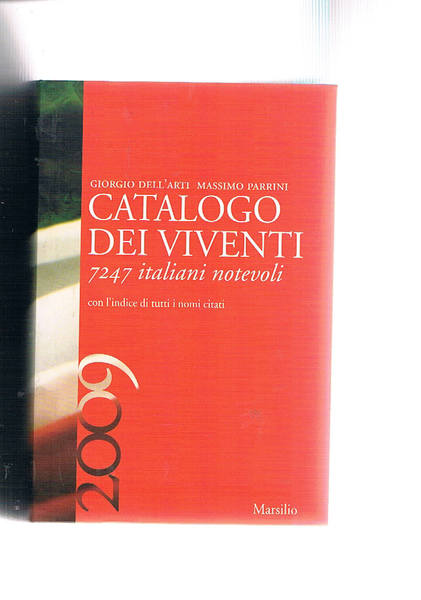 GIORGIO DELL'ARTI MASSIMO PARRINI
CATALOGO
DEI VIVENTI
7247 italiani notevoli
con l'indice di tutti i nomi citati
2009
Marsilio